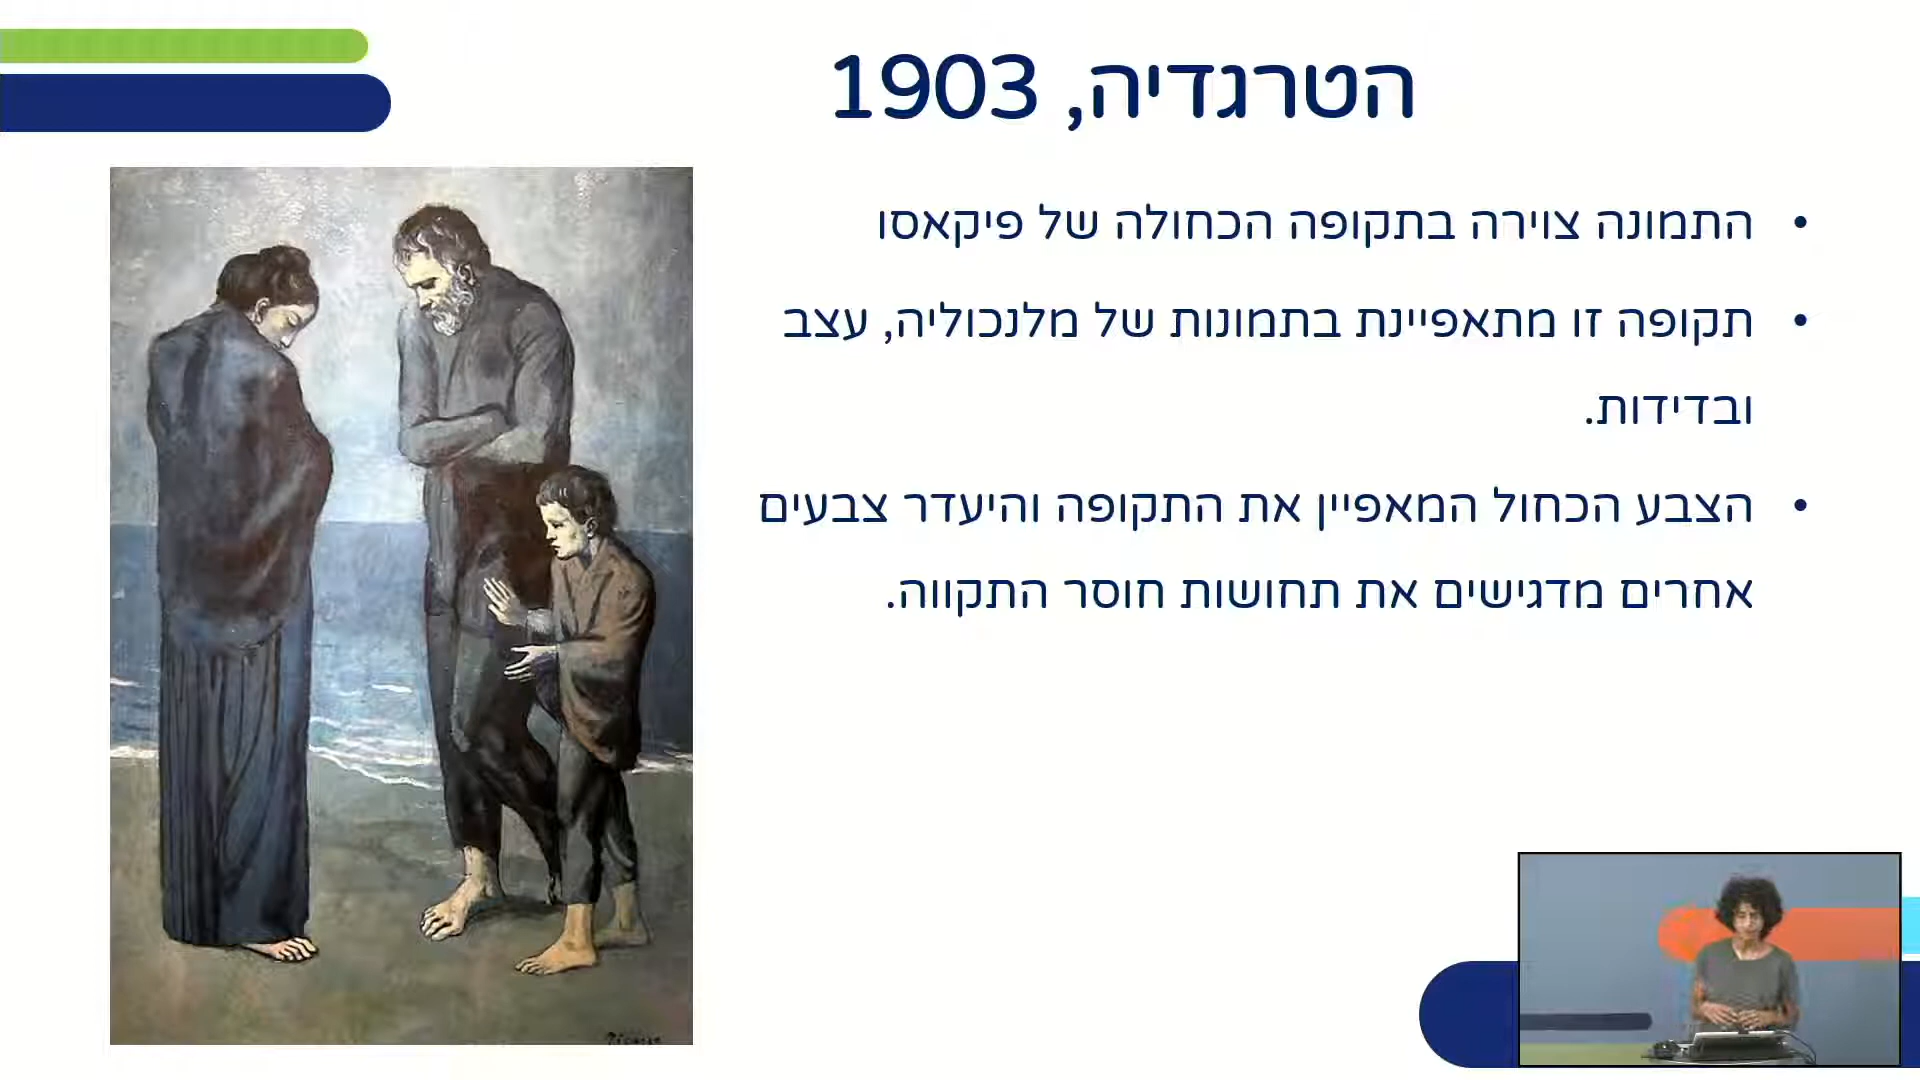 הטרגדיה, 1903
• התמונה צוירה בתקופה הכחולה של פיקאסו
• תקופה זו מתאפיינת בתמונות של מלנכוליה, עצב
ובדידות.
• הצבע הכחול המאפיין את התקופה והיעדר צבעים
אחרים מדגישים את תחושות חוסר התקווה.
Picasso